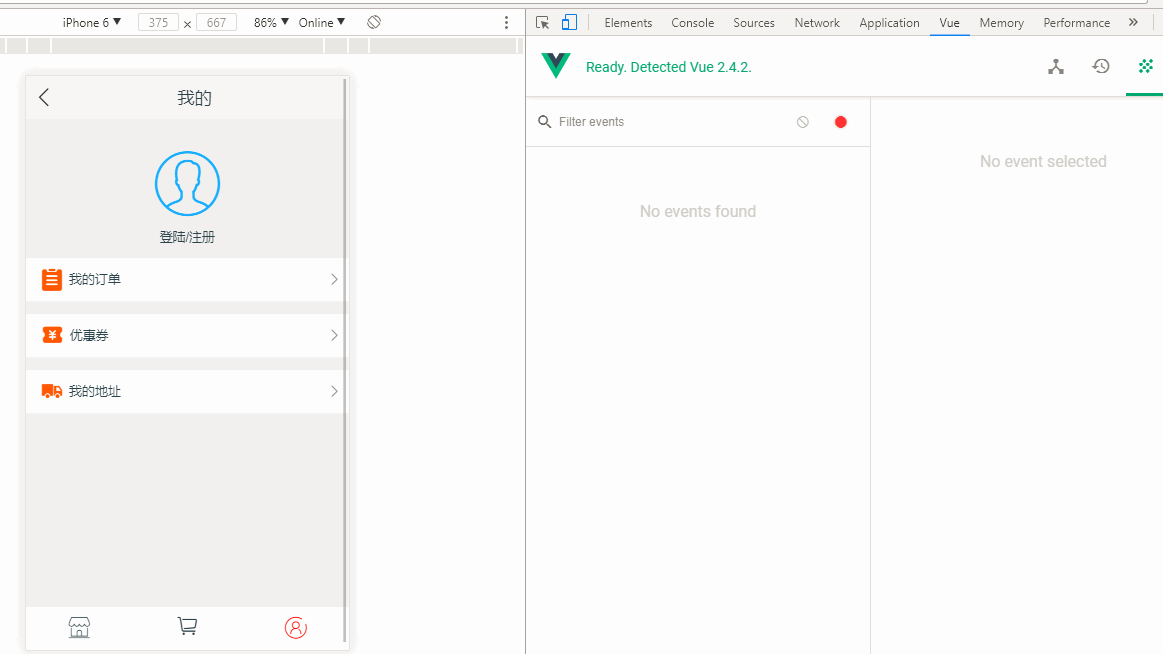 iPhone 6 375 × 667 86% Online
Elements Console Sources Network Application Vue Memory Performance »
Ready. Detected Vue 2.4.2.
Filter events
No event selected
No events found
我的
登陆/注册
我的订单
优惠券
我的地址